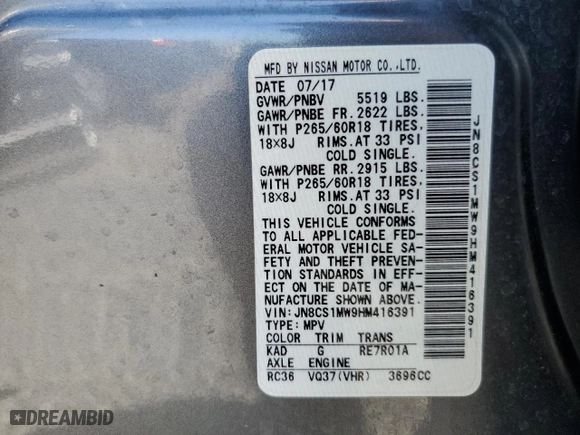 MFD BY NISSAN MOTOR CO.,LTD.
DATE 07/17
GVWR/PNBV 5519 LBS.
GAWR/PNBE FR. 2622 LBS.
WITH P265/60R18 TIRES,
18×8J RIMS.AT 33 PSI
COLD SINGLE.
GAWR/PNBE RR. 2915 LBS.
WITH P265/60R18 TIRES,
18×8J RIMS.AT 33 PSI
COLD SINGLE.
THIS VEHICLE CONFORMS
TO ALL APPLICABLE FED-
ERAL MOTOR VEHICLE SA-
FETY AND THEFT PREVEN-
TION STANDARDS IN EFF-
ECT ON THE DATE OF MA-
NUFACTURE SHOWN ABOVE.
VIN: JN8CS1MW9HM416391
TYPE: MPV
COLOR TRIM TRANS
KAD G RE7R01A
AXLE ENGINE
RC36 VQ37(VHR) 3696CC
JN8CS1MW9HM416391
DREAMBID